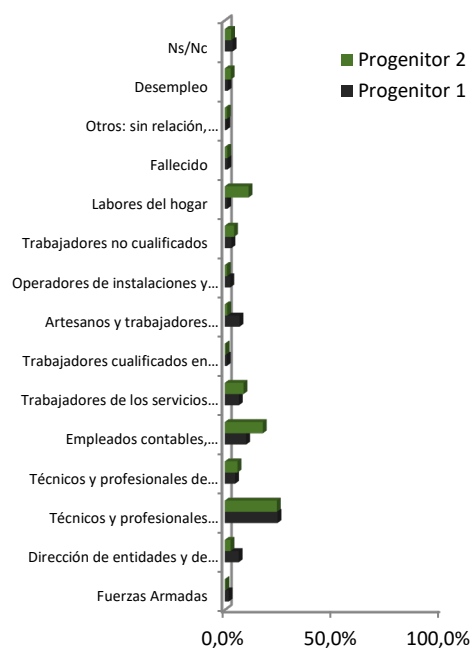 Ns/Nc
Desempleo
Otros: sin relación,...
Fallecido
Labores del hogar
Trabajadores no cualificados
Operadores de instalaciones y...
Artesanos y trabajadores...
Trabajadores cualificados en...
Trabajadores de los servicios...
Empleados contables,...
Técnicos y profesionales de...
Técnicos y profesionales...
Dirección de entidades y de...
Fuerzas Armadas
Progenitor 2
Progenitor 1
0,0% 50,0% 100,0%